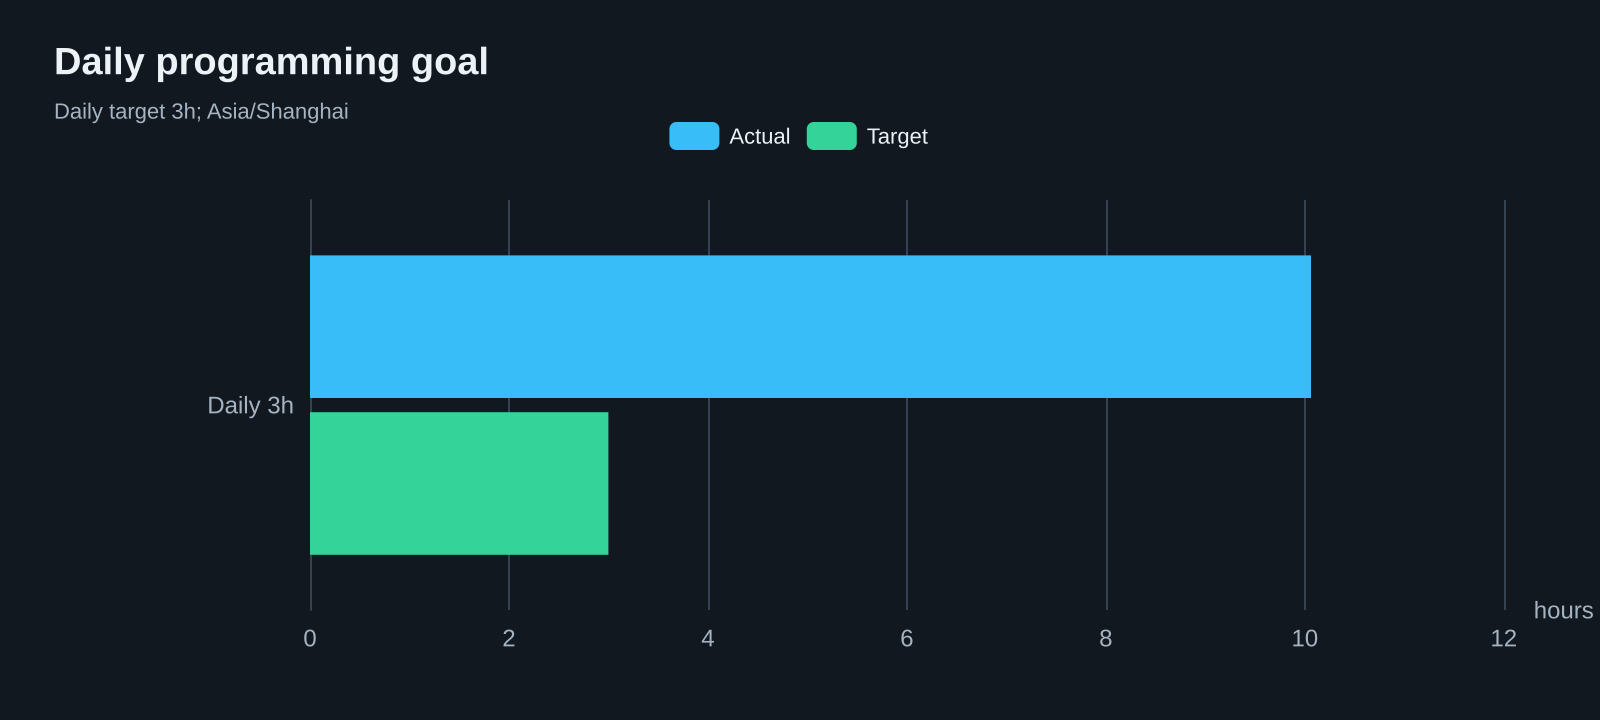 Daily programming goal
Daily target 3h; Asia/Shanghai
Actual Target
Daily 3h
hours
0 2 4 6 8 10 12